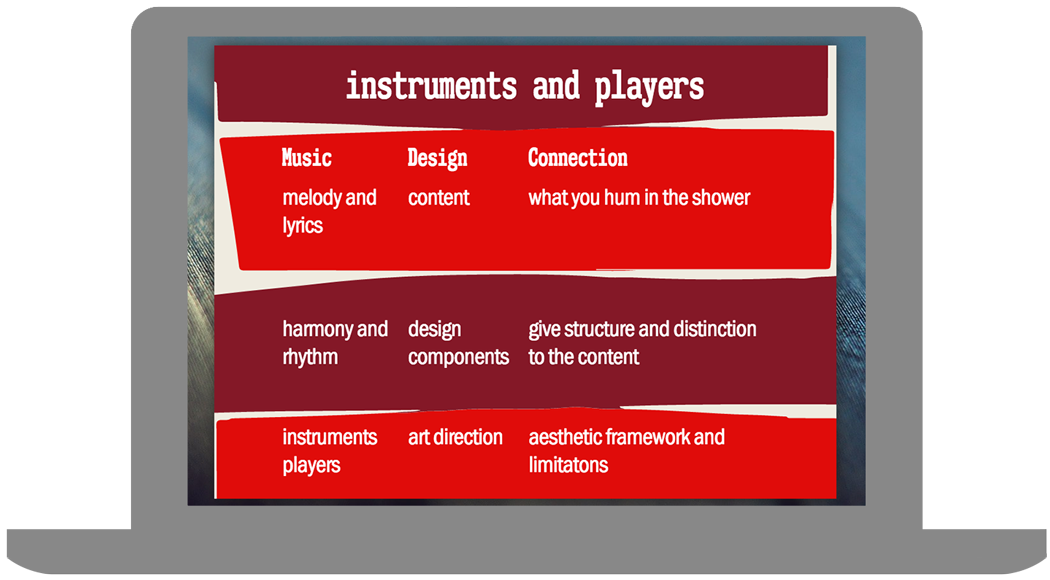 instruments and players
Music Design Connection
melody and content what you hum in the shower
lyrics
harmony and design give structure and distinction
rhythm components to the content
instruments art direction aesthetic framework and
players limitatons